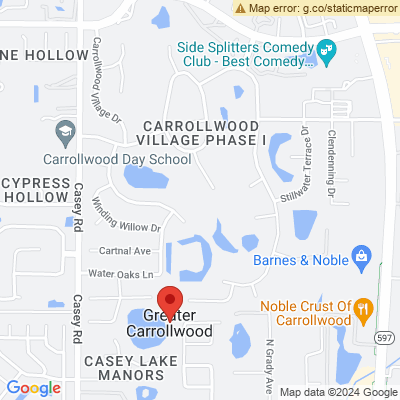 Map error: g.co/staticmaperror
NE HOLLOW
Carrollwood Village Dr
Side Splitters Comedy
Club - Best Comedy...
CARROLLWOOD
VILLAGE PHASE I
Carrollwood Day School
Stillwater Terrace Dr
Clendenning Dr
CYPRESS
HOLLOW
Casey Rd
Winding Willow Dr
Cartnal Ave
Water Oaks Ln
Barnes & Noble
Casey Rd
Greater
Carrollwood
Noble Crust Of
Carrollwood
597
N Grady Ave
CASEY LAKE
MANORS
Google
Map data ©2024 Google